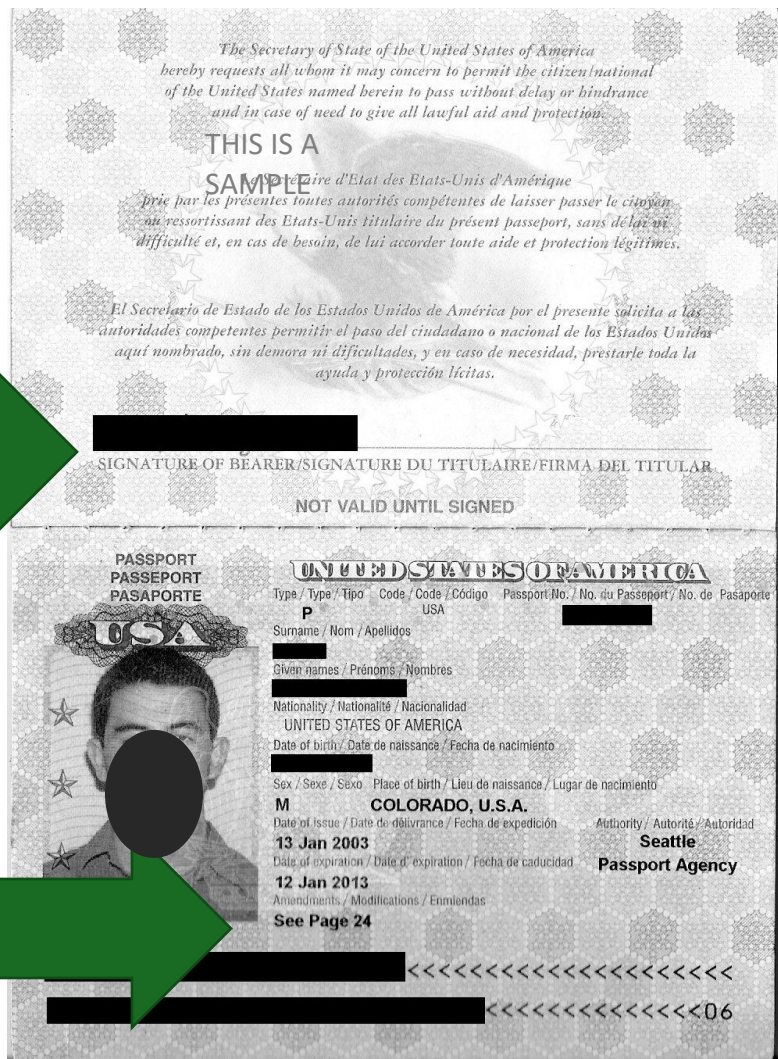 The Secretary of State of the United States of America
hereby requests all whom it may concern to permit the citizen/national
of the United States named herein to pass without delay or hindrance
and in case of need to give all lawful aid and protection.
THIS IS A
SAMPLE
Le Secrétaire d'Etat des Etats-Unis d'Amérique
prie par les présentes toutes autorités compétentes de laisser passer le citoyen
ou ressortissant des Etats-Unis titulaire du présent passeport, sans délai ni
difficulté et, en cas de besoin, de lui accorder toute aide et protection légitimes.
El Secretario de Estado de los Estados Unidos de América por el presente solicita a las
autoridades competentes permitir el paso del ciudadano o nacional de los Estados Unidos
aquí nombrado, sin demora ni dificultades, y en caso de necesidad, prestarle toda la
ayuda y protección lícitas.
SIGNATURE OF BEARER/SIGNATURE DU TITULAIRE/FIRMA DEL TITULAR
NOT VALID UNTIL SIGNED
PASSPORT
PASSEPORT
PASAPORTE
USA
UNITED STATES OF AMERICA
Type / Type / Tipo Code / Code / Código Passport No. / No. du Passeport / No. de Pasaporte
P USA
Surname / Nom / Apellidos
Given names / Prénoms / Nombres
Nationality / Nationalité / Nacionalidad
UNITED STATES OF AMERICA
Date of birth / Date de naissance / Fecha de nacimiento
Sex / Sexe / Sexo Place of birth / Lieu de naissance / Lugar de nacimiento
M COLORADO, U.S.A.
Date of issue / Date de délivrance / Fecha de expedición Authority / Autorité / Autoridad
13 Jan 2003 Seattle
Date of expiration / Date d' expiration / Fecha de caducidad Passport Agency
12 Jan 2013
Amendments / Modifications / Enmiendas
See Page 24
<<<<<<<<<<<<<<<<<<<<<
<<<<<<<<<<<<<<06